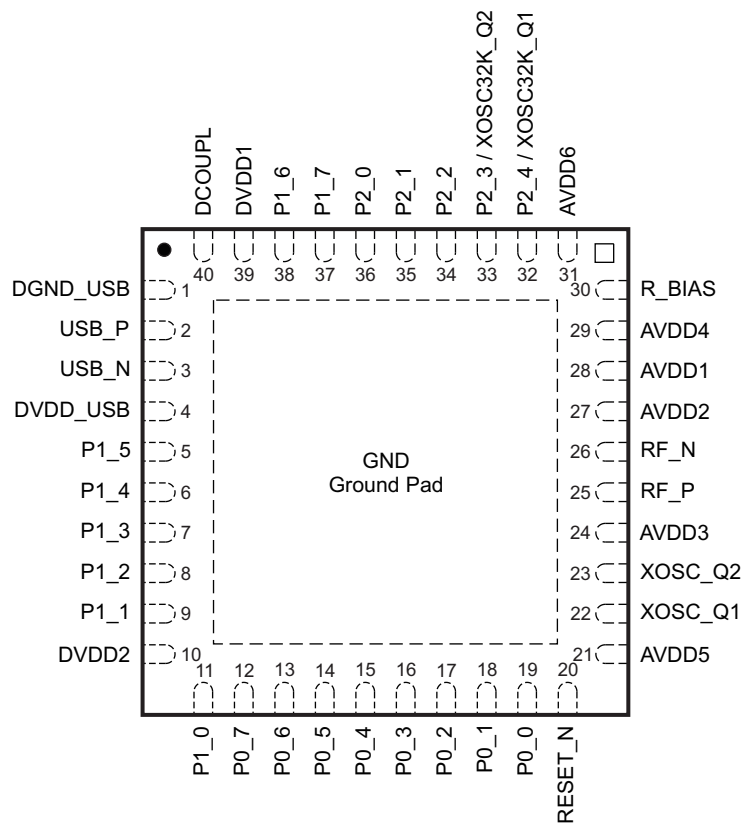 DCOUPL
DVDD1
P1_6
P1_7
P2_0
P2_1
P2_2
P2_3 / XOSC32K_Q2
P2_4 / XOSC32K_Q1
AVDD6
40
39
38
37
36
35
34
33
32
31
DGND_USB 1
USB_P 2
USB_N 3
DVDD_USB 4
P1_5 5
P1_4 6
P1_3 7
P1_2 8
P1_1 9
DVDD2 10
GND
Ground Pad
30 R_BIAS
29 AVDD4
28 AVDD1
27 AVDD2
26 RF_N
25 RF_P
24 AVDD3
23 XOSC_Q2
22 XOSC_Q1
21 AVDD5
11
12
13
14
15
16
17
18
19
20
P1_0
P0_7
P0_6
P0_5
P0_4
P0_3
P0_2
P0_1
P0_0
RESET_N